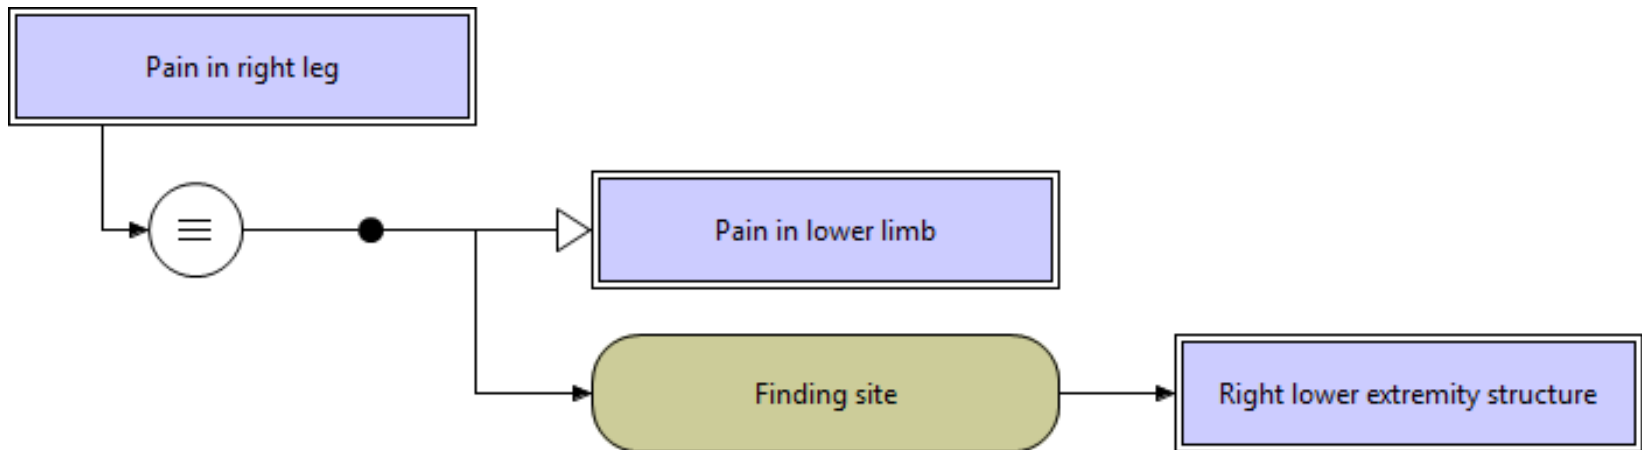 Pain in right leg
Pain in lower limb
Finding site
Right lower extremity structure